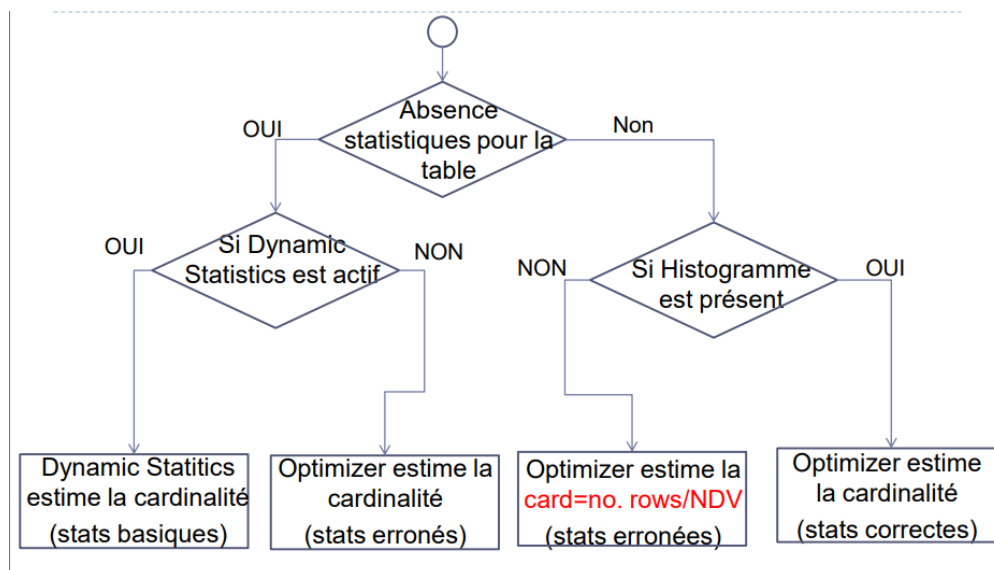 Absence
statistiques pour la
table
OUI
Non
Si Dynamic
Statistics est actif
OUI
NON
Si Histogramme
est présent
NON
OUI
Dynamic Statitics
estime la cardinalité
(stats basiques)
Optimizer estime la
cardinalité
(stats erronés)
Optimizer estime la
card=no. rows/NDV
(stats erronées)
Optimizer estime
la cardinalité
(stats correctes)